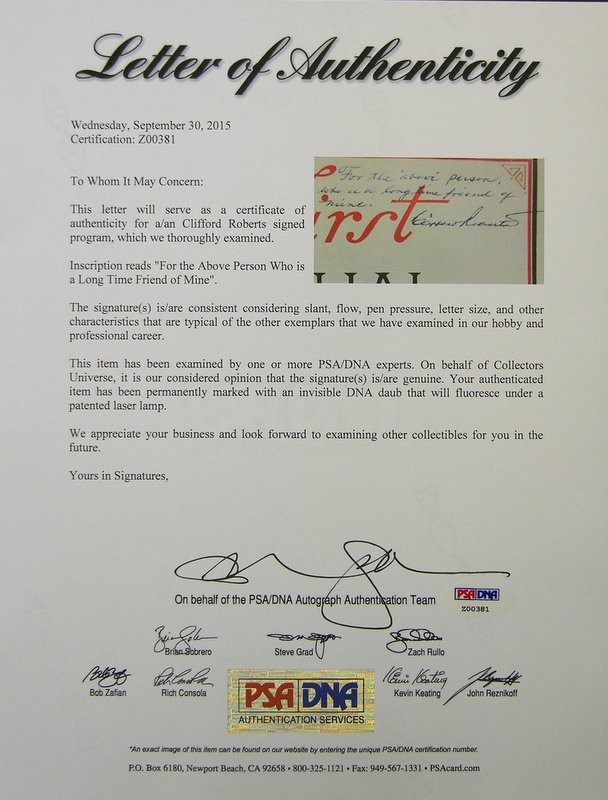 Letter of Authenticity
Wednesday, September 30, 2015
Certification: Z00381
To Whom It May Concern:
This letter will serve as a certificate of
authenticity for a/an Clifford Roberts signed
program, which we thoroughly examined.
Inscription reads "For the Above Person Who is
a Long Time Friend of Mine".
For the above person,
who is a long time friend of
mine.
irst
The signature(s) is/are consistent considering slant, flow, pen pressure, letter size, and other
characteristics that are typical of the other exemplars that we have examined in our hobby and
professional career.
This item has been examined by one or more PSA/DNA experts. On behalf of Collectors
Universe, it is our considered opinion that the signature(s) is/are genuine. Your authenticated
item has been permanently marked with an invisible DNA daub that will fluoresce under a
patented laser lamp.
We appreciate your business and look forward to examining other collectibles for you in the
future.
Yours in Signatures,
On behalf of the PSA/DNA Autograph Authentication Team
PSA DNA
Z00381
Brian Sobrero Steve Grad Zach Rullo
Bob Zafian Rich Consola Kevin Keating John Reznikoff
PSA DNA
AUTHENTICATION SERVICES
"An exact image of this item can be found on our website by entering the unique PSA/DNA certification number.
P.O. Box 6180, Newport Beach, CA 92658 • 800-325-1121 • Fax: 949-567-1331 • PSAcard.com